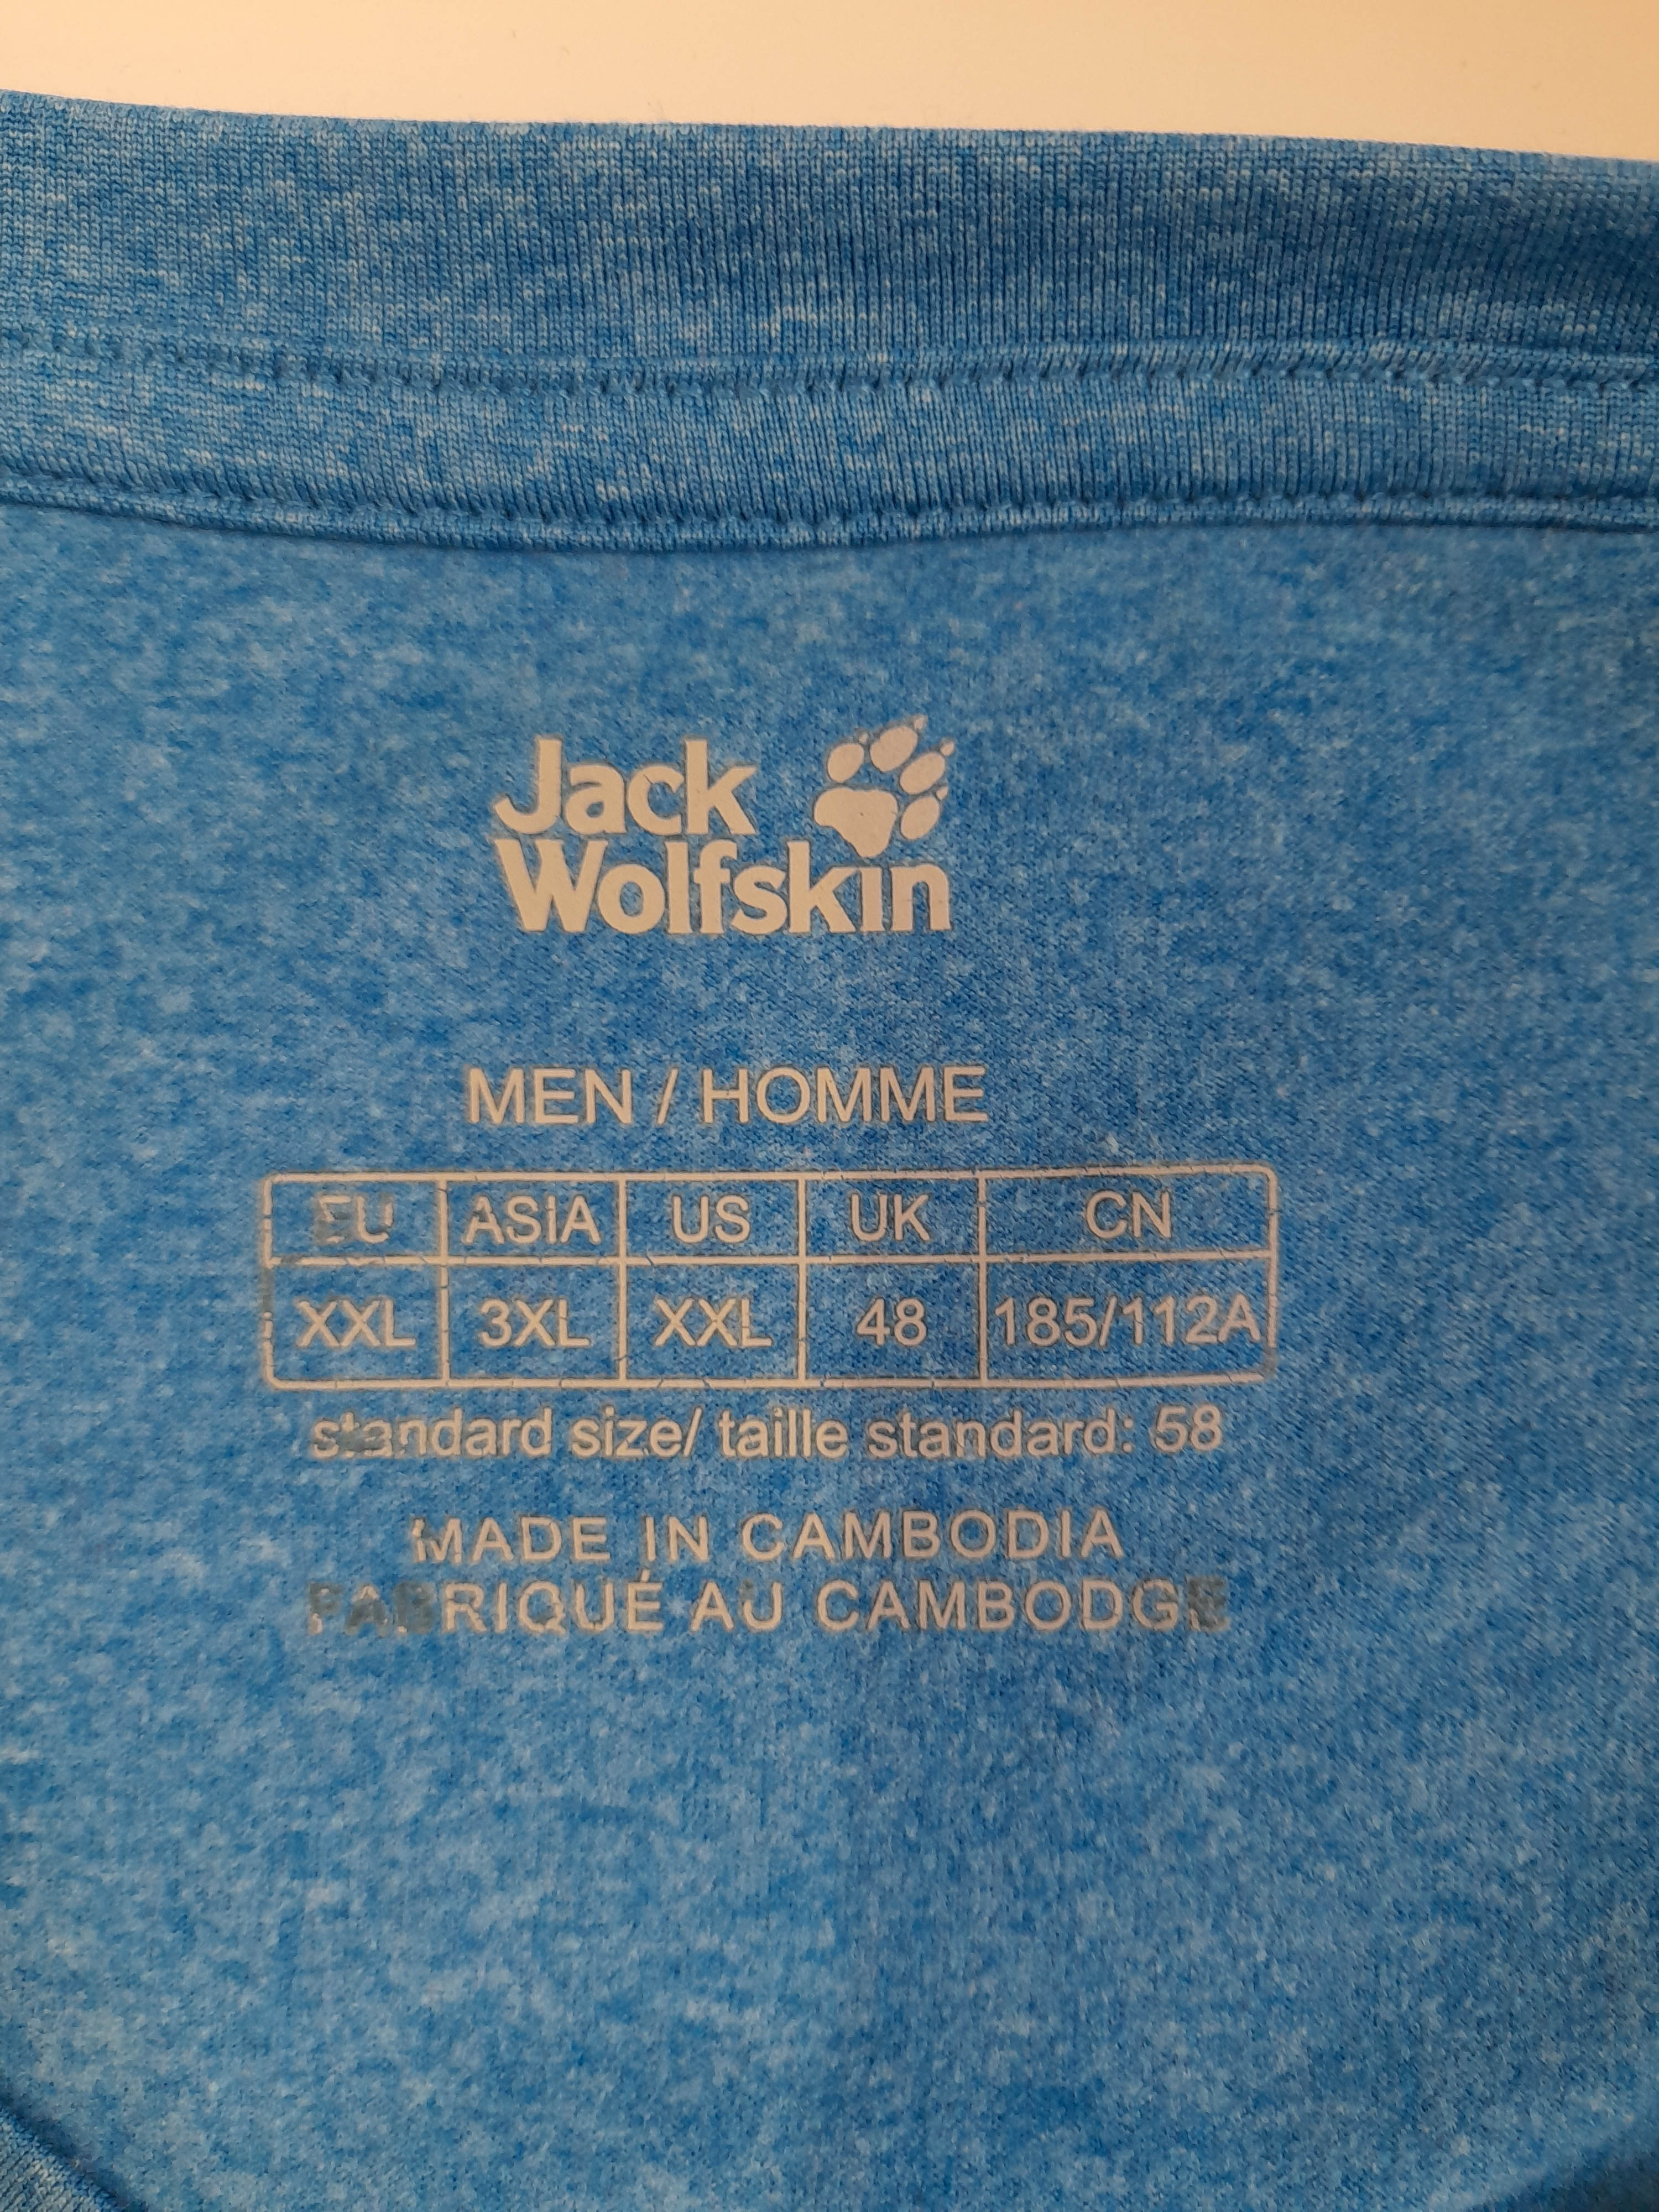 Jack
Wolfskin
MEN / HOMME
EU ASIA US UK CN
XXL 3XL XXL 48 185/112A
standard size/ taille standard: 58
MADE IN CAMBODIA
FABRIQUÉ AU CAMBODGE